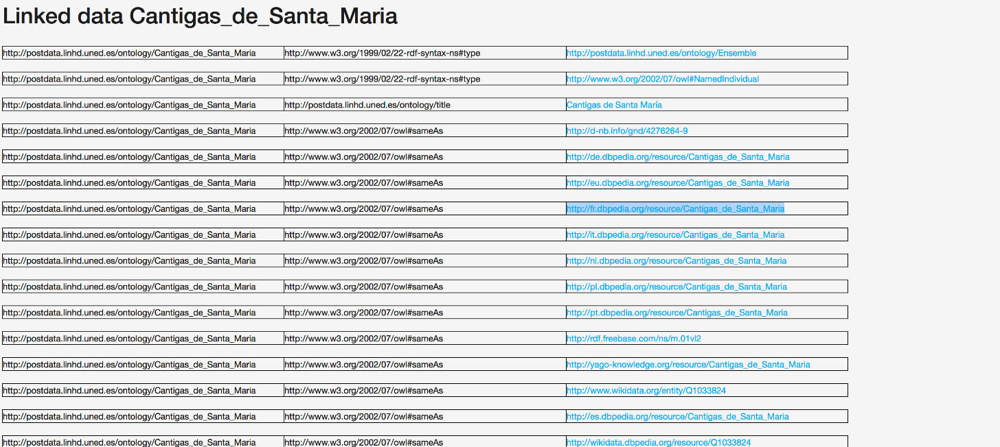 Linked data Cantigas_de_Santa_Maria
http://postdata.linhd.uned.es/ontology/Cantigas_de_Santa_Maria http://www.w3.org/1999/02/22-rdf-syntax-ns#type http://postdata.linhd.uned.es/ontology/Ensemble
http://postdata.linhd.uned.es/ontology/Cantigas_de_Santa_Maria http://www.w3.org/1999/02/22-rdf-syntax-ns#type http://www.w3.org/2002/07/owl#NamedIndividual
http://postdata.linhd.uned.es/ontology/Cantigas_de_Santa_Maria http://postdata.linhd.uned.es/ontology/title Cantigas de Santa María
http://postdata.linhd.uned.es/ontology/Cantigas_de_Santa_Maria http://www.w3.org/2002/07/owl#sameAs http://d-nb.info/gnd/4276264-9
http://postdata.linhd.uned.es/ontology/Cantigas_de_Santa_Maria http://www.w3.org/2002/07/owl#sameAs http://de.dbpedia.org/resource/Cantigas_de_Santa_Maria
http://postdata.linhd.uned.es/ontology/Cantigas_de_Santa_Maria http://www.w3.org/2002/07/owl#sameAs http://eu.dbpedia.org/resource/Cantigas_de_Santa_Maria
http://postdata.linhd.uned.es/ontology/Cantigas_de_Santa_Maria http://www.w3.org/2002/07/owl#sameAs http://fr.dbpedia.org/resource/Cantigas_de_Santa_Maria
http://postdata.linhd.uned.es/ontology/Cantigas_de_Santa_Maria http://www.w3.org/2002/07/owl#sameAs http://it.dbpedia.org/resource/Cantigas_de_Santa_Maria
http://postdata.linhd.uned.es/ontology/Cantigas_de_Santa_Maria http://www.w3.org/2002/07/owl#sameAs http://nl.dbpedia.org/resource/Cantigas_de_Santa_Maria
http://postdata.linhd.uned.es/ontology/Cantigas_de_Santa_Maria http://www.w3.org/2002/07/owl#sameAs http://pl.dbpedia.org/resource/Cantigas_de_Santa_Maria
http://postdata.linhd.uned.es/ontology/Cantigas_de_Santa_Maria http://www.w3.org/2002/07/owl#sameAs http://pt.dbpedia.org/resource/Cantigas_de_Santa_Maria
http://postdata.linhd.uned.es/ontology/Cantigas_de_Santa_Maria http://www.w3.org/2002/07/owl#sameAs http://rdf.freebase.com/ns/m.01vl2
http://postdata.linhd.uned.es/ontology/Cantigas_de_Santa_Maria http://www.w3.org/2002/07/owl#sameAs http://yago-knowledge.org/resource/Cantigas_de_Santa_Maria
http://postdata.linhd.uned.es/ontology/Cantigas_de_Santa_Maria http://www.w3.org/2002/07/owl#sameAs http://www.wikidata.org/entity/Q1033824
http://postdata.linhd.uned.es/ontology/Cantigas_de_Santa_Maria http://www.w3.org/2002/07/owl#sameAs http://es.dbpedia.org/resource/Cantigas_de_Santa_Maria
http://postdata.linhd.uned.es/ontology/Cantigas_de_Santa_Maria http://www.w3.org/2002/07/owl#sameAs http://wikidata.dbpedia.org/resource/Q1033824